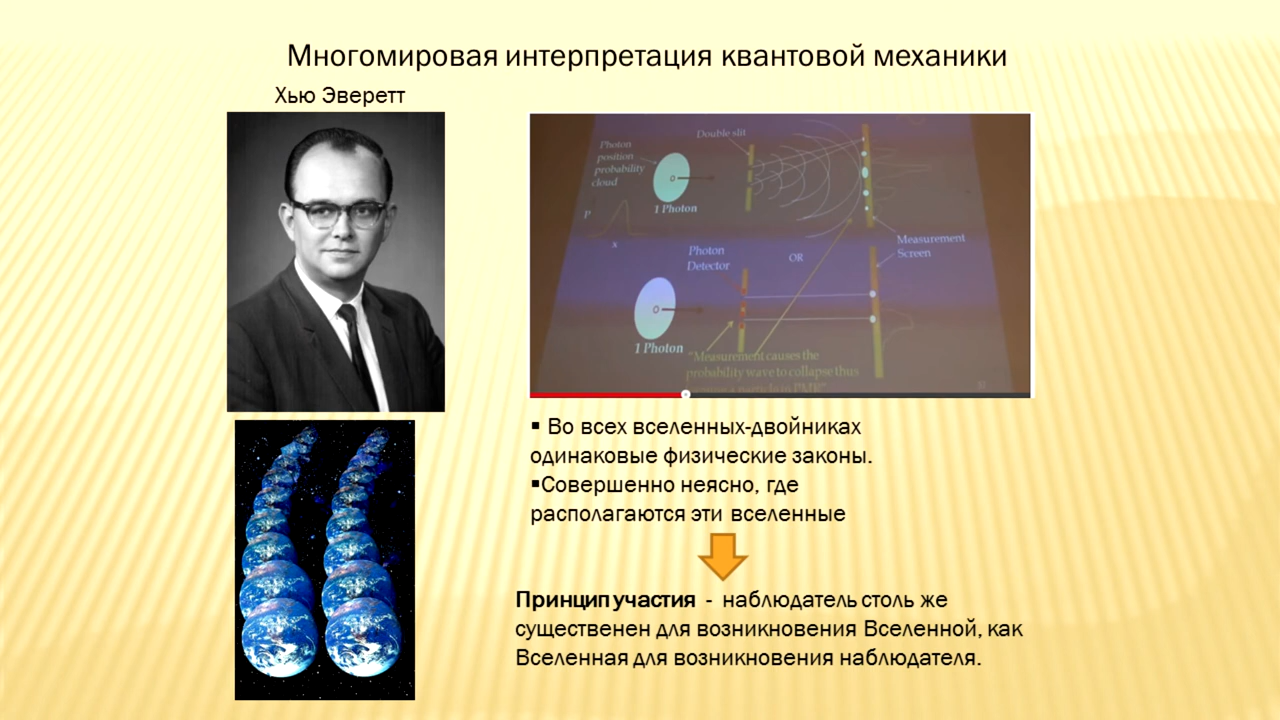 Многомировая интерпретация квантовой механики
Хью Эверетт
Double slit
Photon
position
probability
cloud
1 Photon
P
x
Measurement
Screen
Photon
Detector
OR
1 Photon
"Measurement causes the
probability wave to collapse thus
▪ Во всех вселенных-двойниках
одинаковые физические законы.
▪Совершенно неясно, где
располагаются эти вселенные
Принцип участия - наблюдатель столь же
существенен для возникновения Вселенной, как
Вселенная для возникновения наблюдателя.